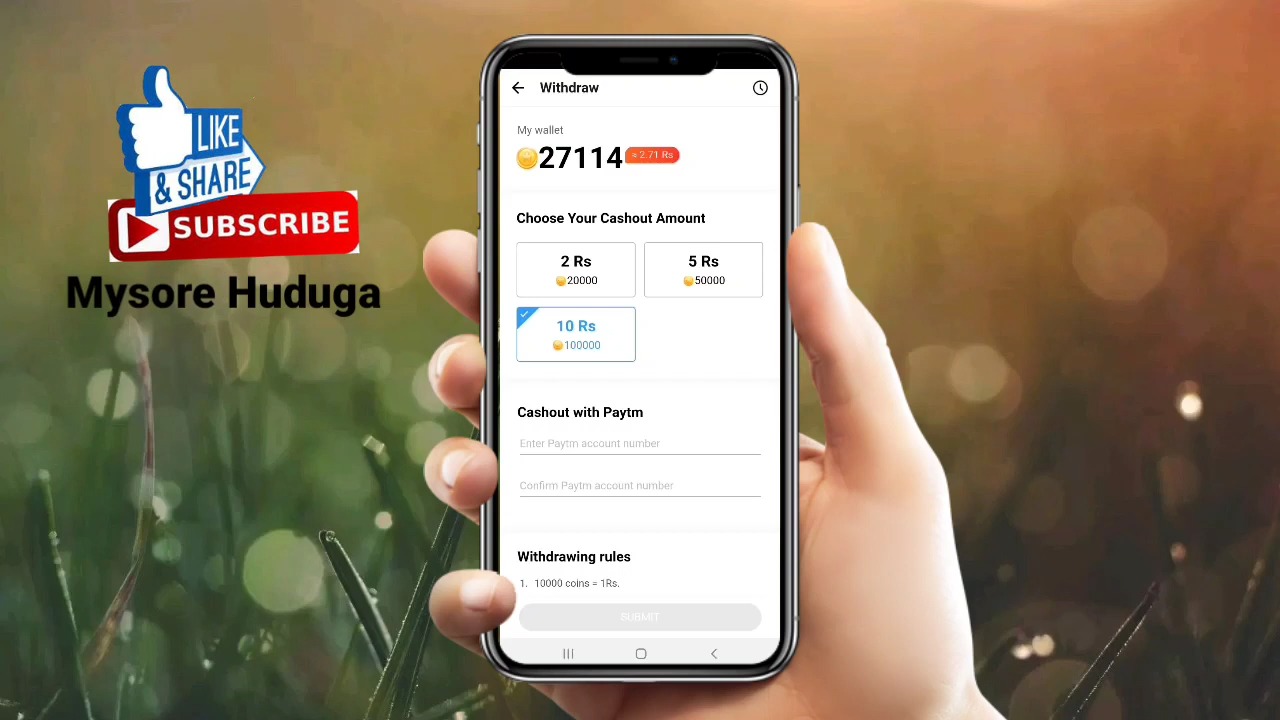 LIKE
& SHARE
SUBSCRIBE
Mysore Huduga
Withdraw
My wallet
27114 ≈ 2.71 Rs
Choose Your Cashout Amount
2 Rs
20000
5 Rs
50000
10 Rs
100000
Cashout with Paytm
Enter Paytm account number
Confirm Paytm account number
Withdrawing rules
1. 10000 coins = 1Rs.
SUBMIT